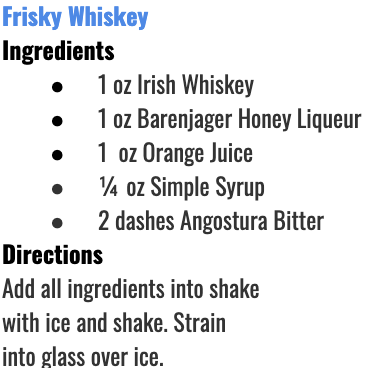 Frisky Whiskey
Ingredients
● 1 oz Irish Whiskey
● 1 oz Barenjager Honey Liqueur
● 1 oz Orange Juice
● ¼ oz Simple Syrup
● 2 dashes Angostura Bitter
Directions
Add all ingredients into shake
with ice and shake. Strain
into glass over ice.